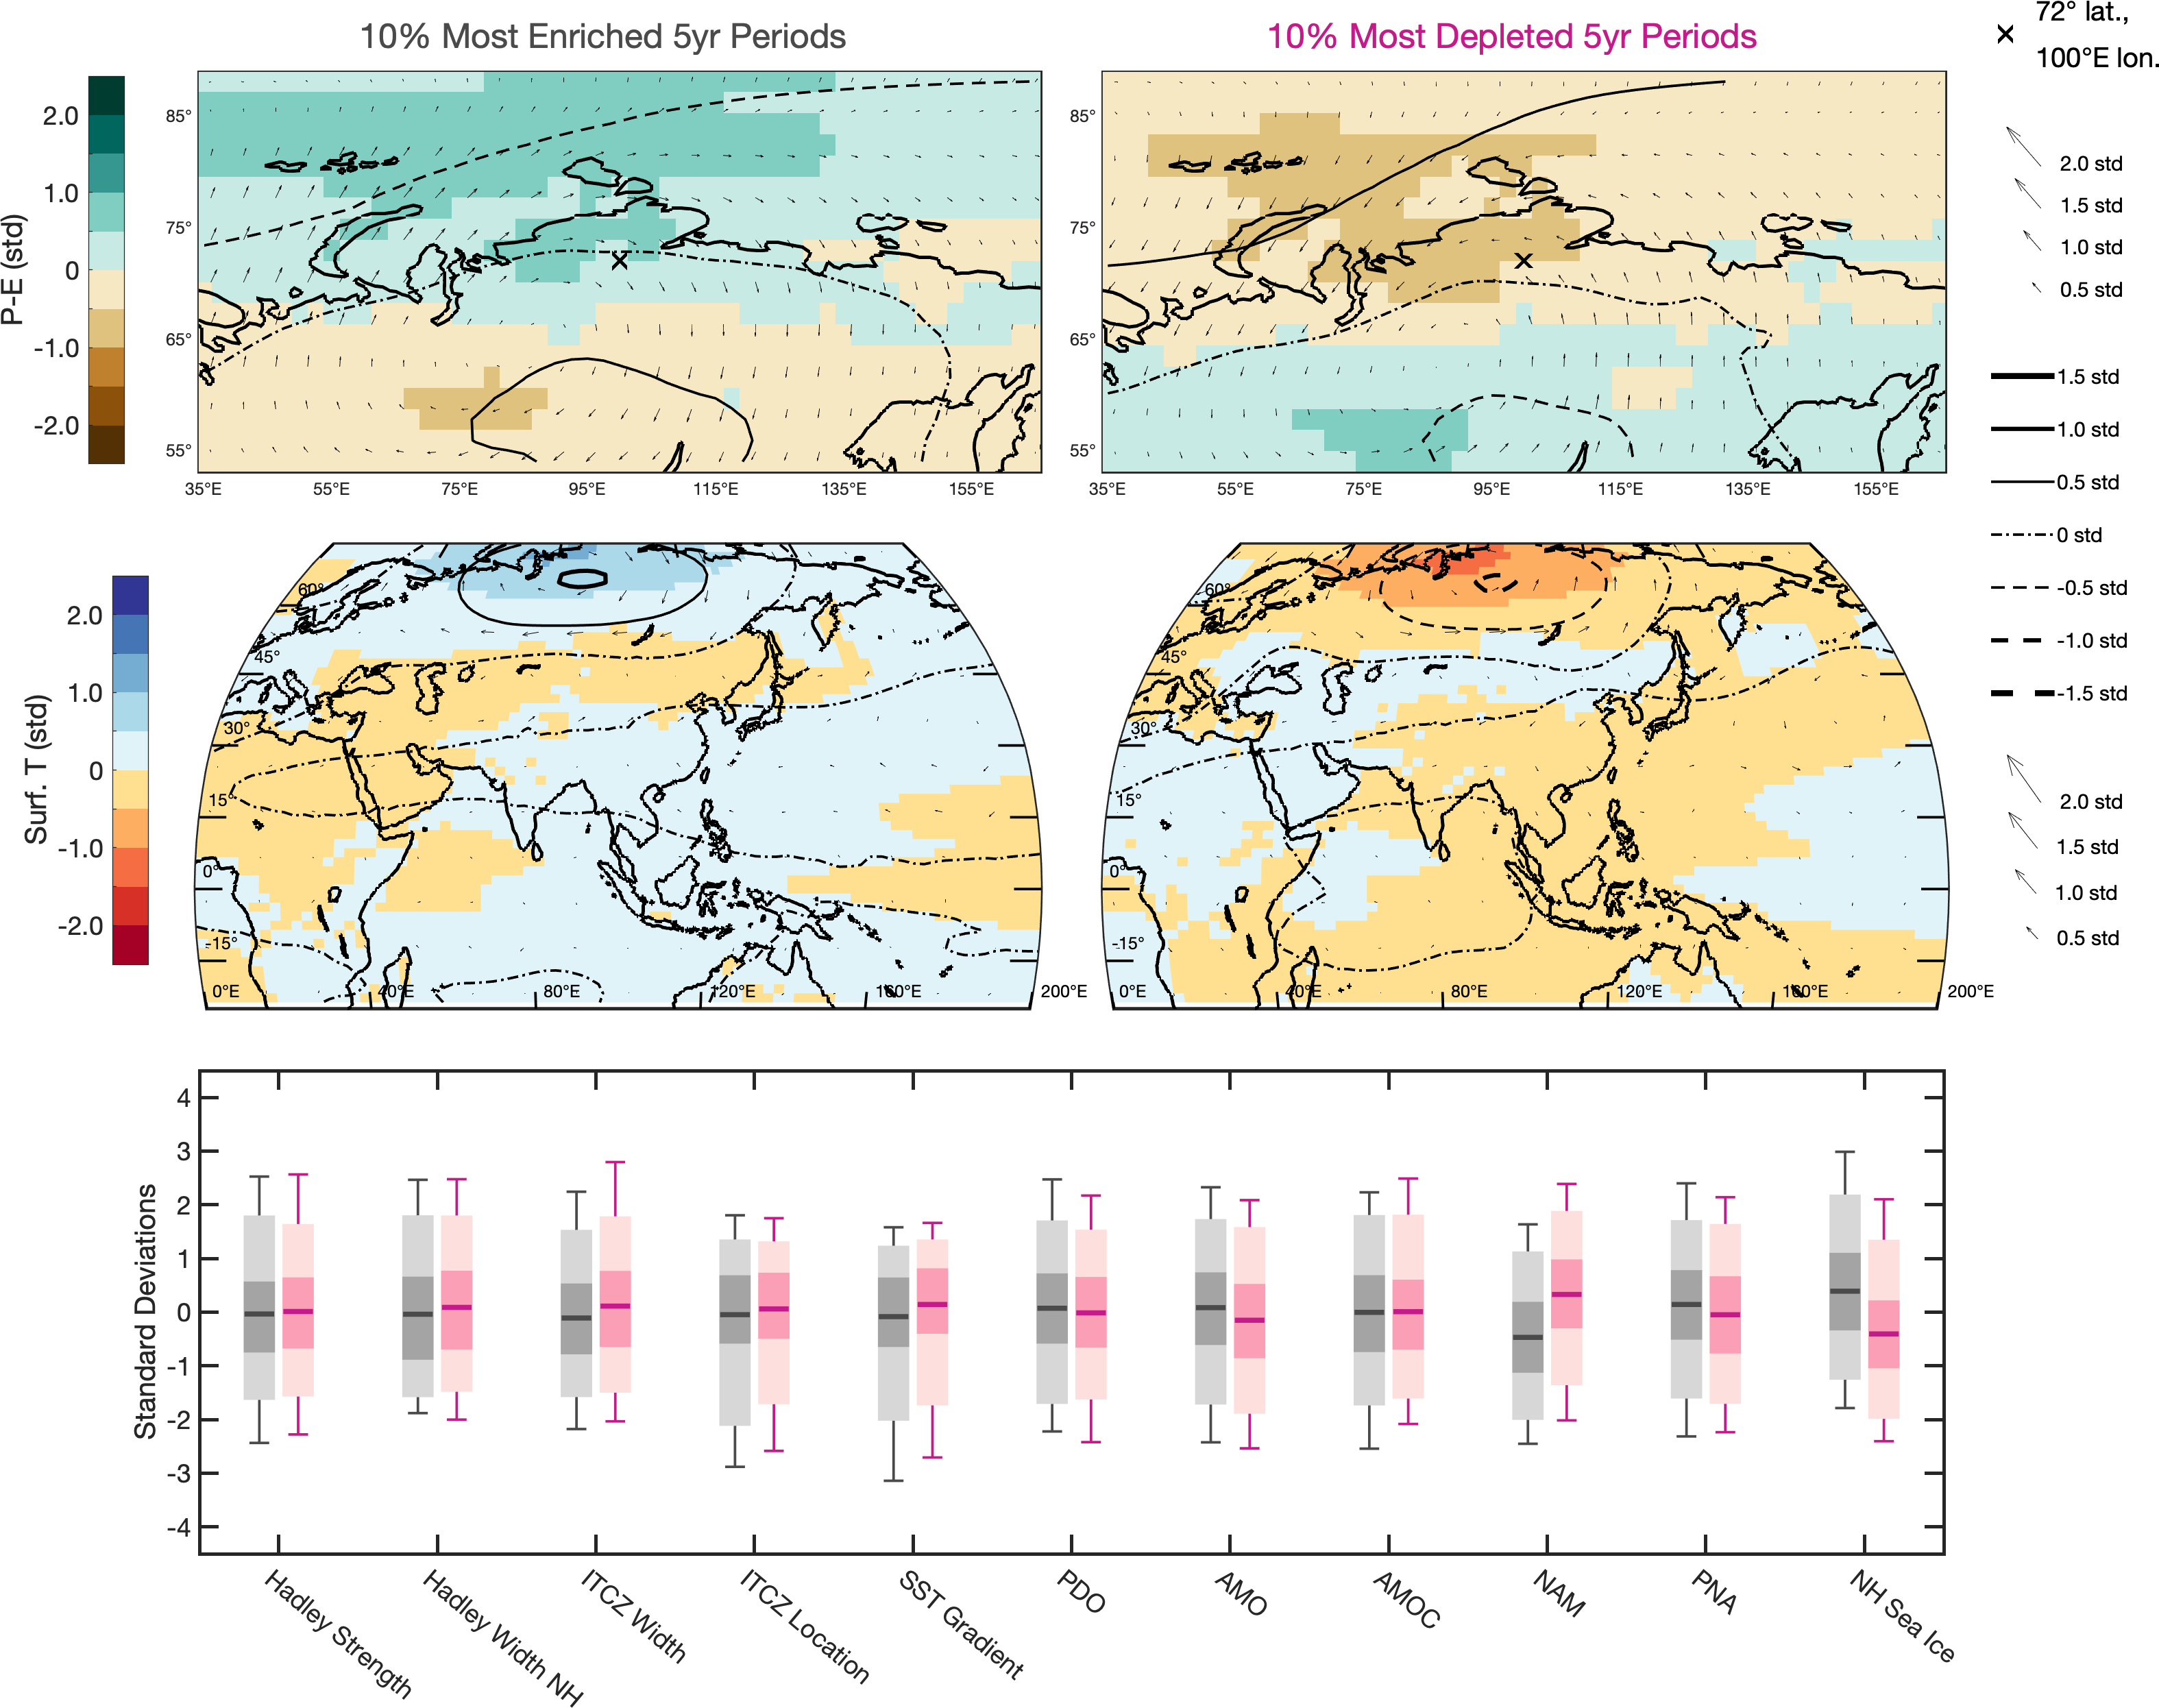 10% Most Enriched 5yr Periods
10% Most Depleted 5yr Periods
72° lat.,
100°E lon.
P-E (std)
2.0
1.0
0
-1.0
-2.0
85°
75°
65°
55°
35°E 55°E 75°E 95°E 115°E 135°E 155°E
85°
75°
65°
55°
35°E 55°E 75°E 95°E 115°E 135°E 155°E
2.0 std
1.5 std
1.0 std
0.5 std
1.5 std
1.0 std
0.5 std
0 std
-0.5 std
-1.0 std
-1.5 std
Surf. T (std)
2.0
1.0
0
-1.0
-2.0
60°
45°
30°
15°
0°
-15°
0°E 40°E 80°E 120°E 160°E 200°E
60°
45°
30°
15°
0°
-15°
0°E 40°E 80°E 120°E 160°E 200°E
2.0 std
1.5 std
1.0 std
0.5 std
Standard Deviations
4
3
2
1
0
-1
-2
-3
-4
Hadley Strength
Hadley Width NH
ITCZ Width
ITCZ Location
SST Gradient
PDO
AMO
AMOC
NAM
PNA
NH Sea Ice